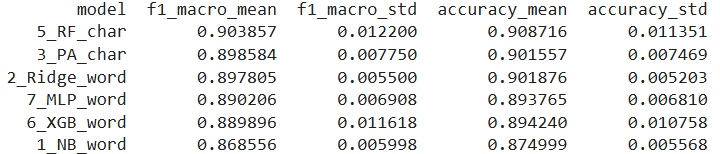 model f1_macro_mean f1_macro_std accuracy_mean accuracy_std
5_RF_char 0.903857 0.012200 0.908716 0.011351
3_PA_char 0.898584 0.007750 0.901557 0.007469
2_Ridge_word 0.897805 0.005500 0.901876 0.005203
7_MLP_word 0.890206 0.006908 0.893765 0.006810
6_XGB_word 0.889896 0.011618 0.894240 0.010758
1_NB_word 0.868556 0.005998 0.874999 0.005568